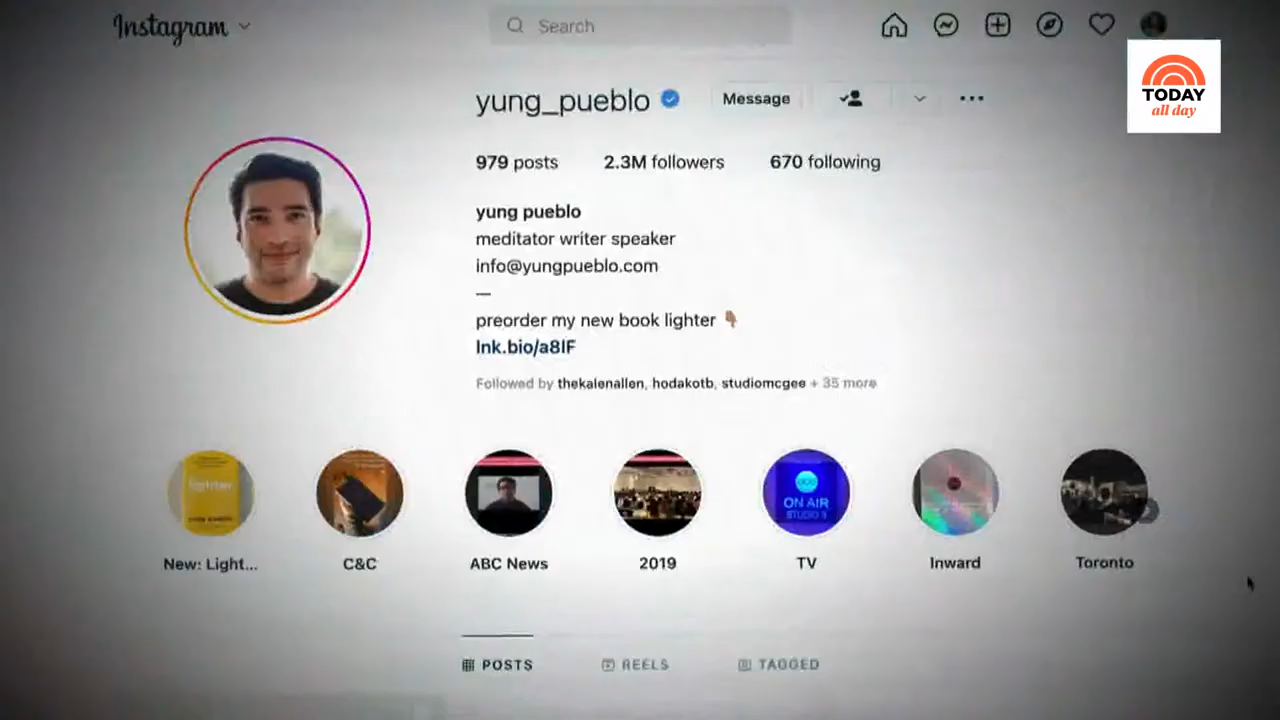 Instagram
Search
TODAY
all day
yung_pueblo
Message
979 posts 2.3M followers 670 following
yung pueblo
meditator writer speaker
info@yungpueblo.com
—
preorder my new book lighter 👇🏽
lnk.bio/a8lF
Followed by thekalenallen, hodakotb, studiomcgee + 35 more
lighter
ON AIR
STUDIO
New: Light... C&C ABC News 2019 TV Inward Toronto
POSTS REELS TAGGED